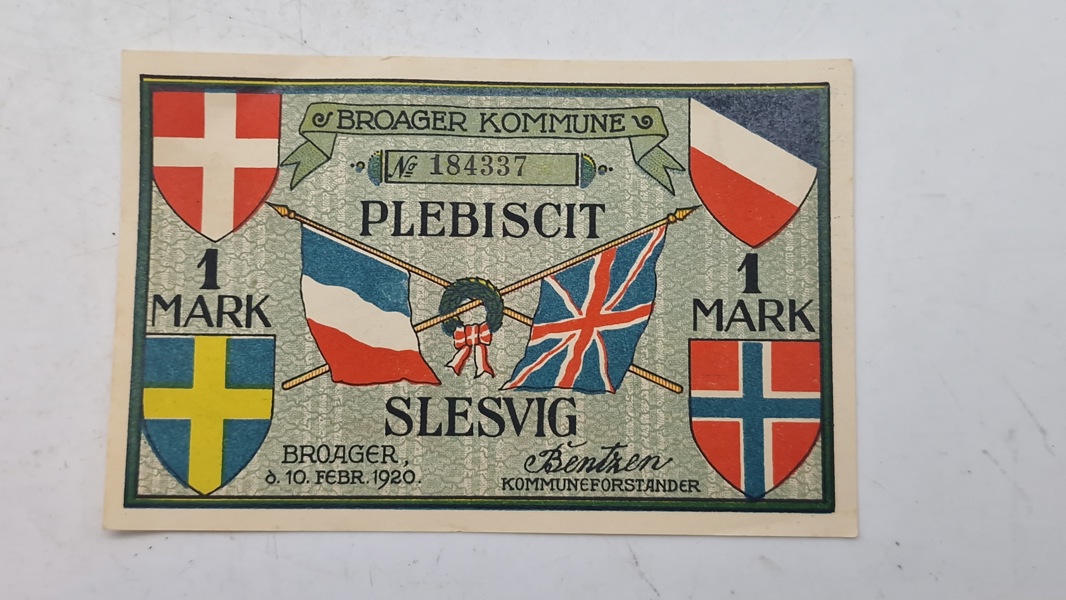 BROAGER KOMMUNE
No 184337
PLEBISCIT
1
MARK
1
MARK
SLESVIG
BROAGER,
d. 10. FEBR. 1920.
Bentzen
KOMMUNEFORSTANDER